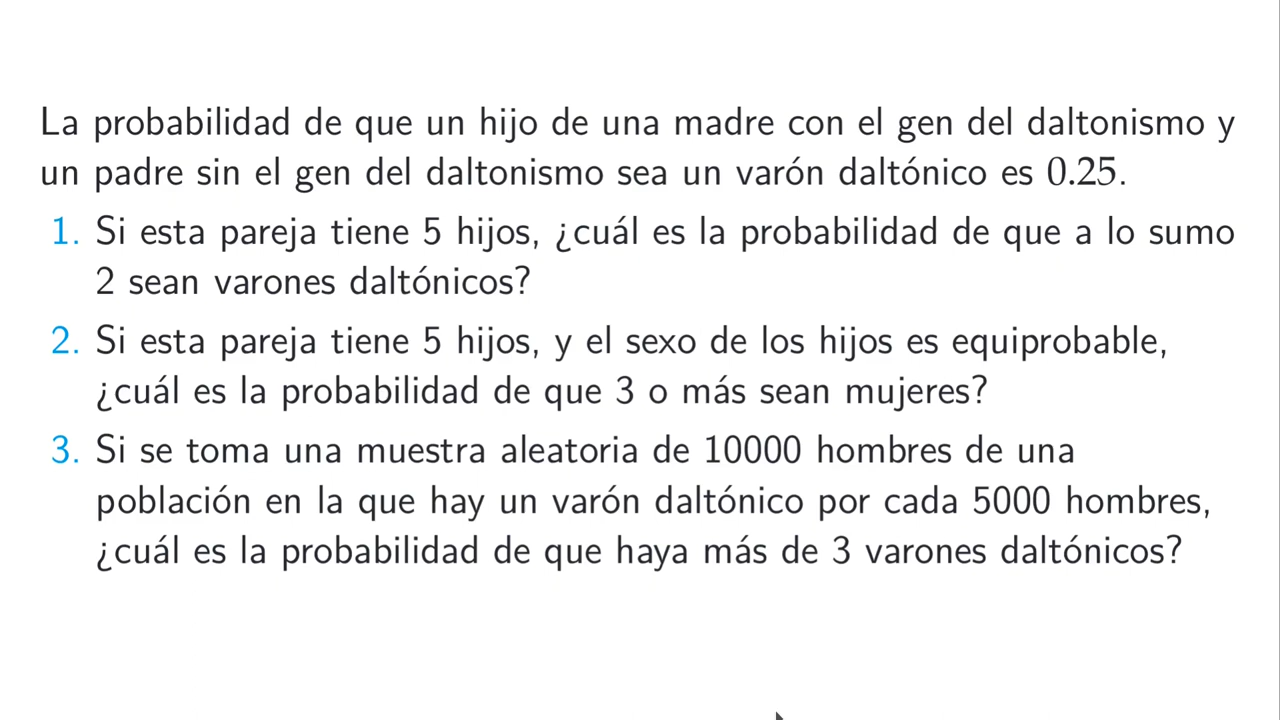 La probabilidad de que un hijo de una madre con el gen del daltonismo y
un padre sin el gen del daltonismo sea un varón daltónico es 0.25.
1. Si esta pareja tiene 5 hijos, ¿cuál es la probabilidad de que a lo sumo
2 sean varones daltónicos?
2. Si esta pareja tiene 5 hijos, y el sexo de los hijos es equiprobable,
¿cuál es la probabilidad de que 3 o más sean mujeres?
3. Si se toma una muestra aleatoria de 10000 hombres de una
población en la que hay un varón daltónico por cada 5000 hombres,
¿cuál es la probabilidad de que haya más de 3 varones daltónicos?